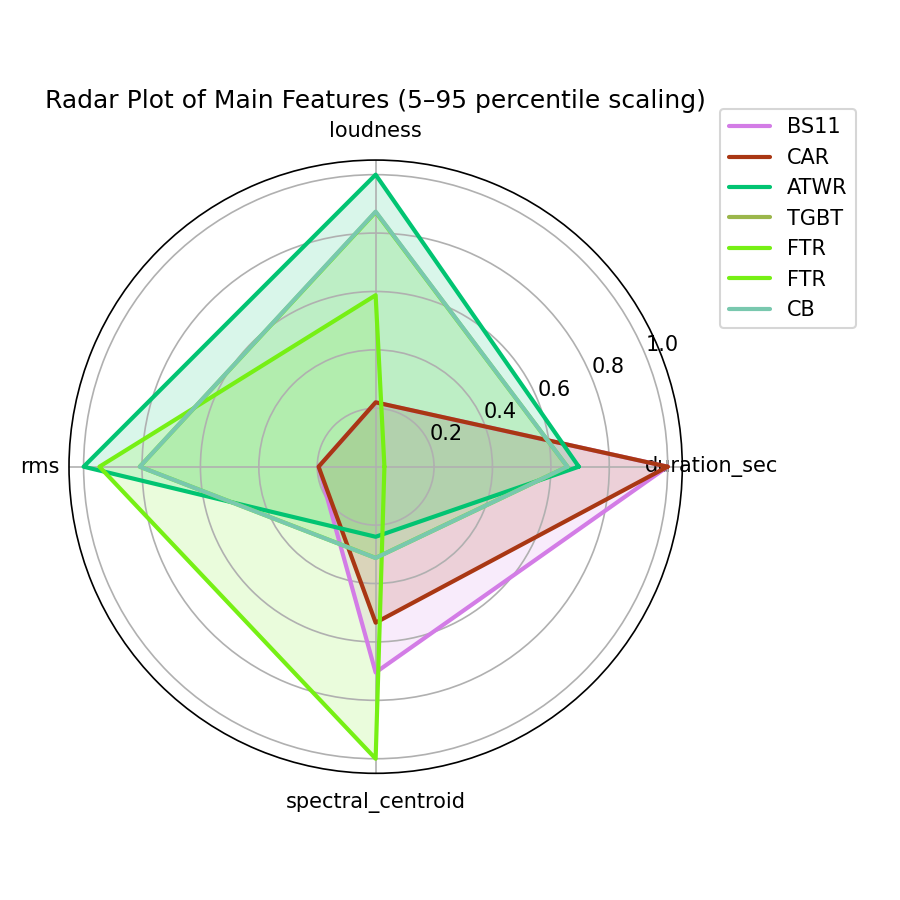 Radar Plot of Main Features (5–95 percentile scaling)
loudness
BS11
CAR
ATWR
TGBT
FTR
FTR
CB
1.0
0.8
0.6
0.4
0.2
rms
duration_sec
spectral_centroid